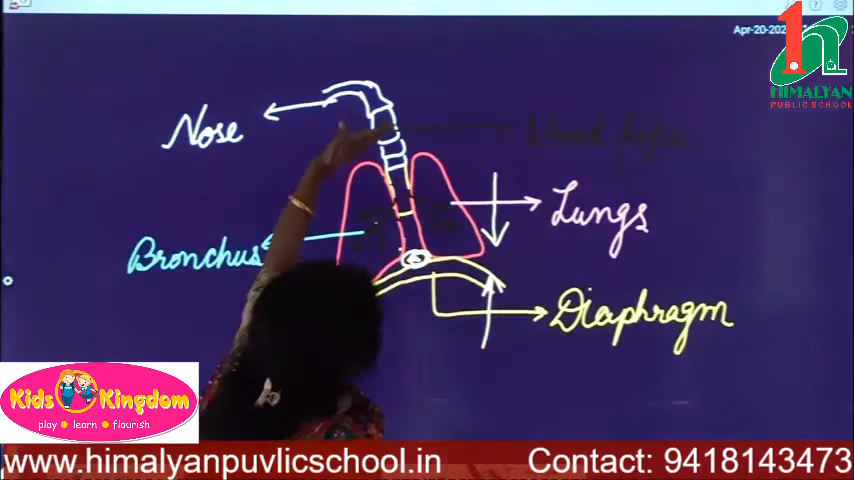 Apr-20-202
1h
HIMALYAN
PUBLIC SCHOOL
Nose
Wind pipe
Lungs
Bronchus
Diaphragm
Kids Kingdom
play learn flourish
www.himalyanpuvlicschool.in
Contact: 9418143473